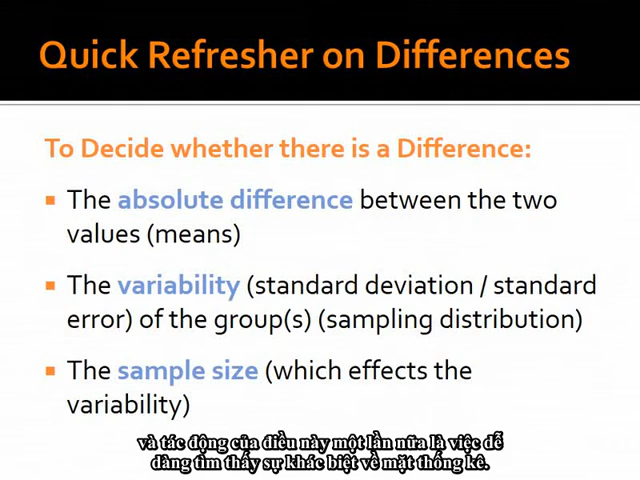 Quick Refresher on Differences
To Decide whether there is a Difference:
The absolute difference between the two
values (means)
The variability (standard deviation / standard
error) of the group(s) (sampling distribution)
The sample size (which effects the
variability)
và tác động của điều này một lần nữa là việc dễ
dàng tìm thấy sự khác biệt về mặt thống kê.